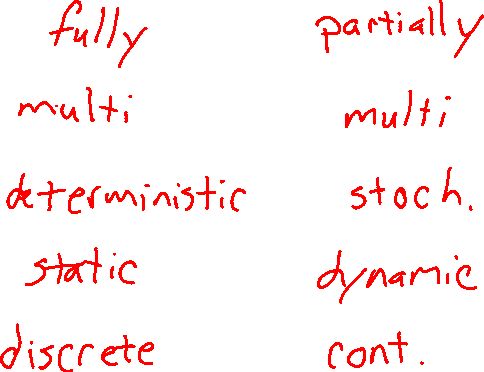 fully partially
multi multi
deterministic stoch.
static dynamic
discrete cont.